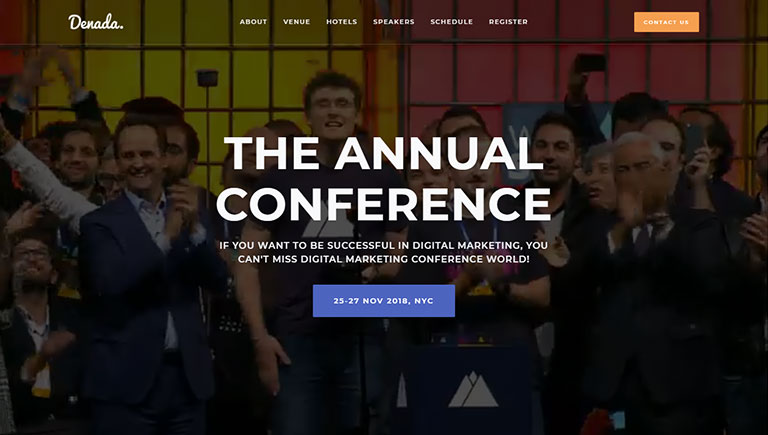 Denada.
ABOUT VENUE HOTELS SPEAKERS SCHEDULE REGISTER
CONTACT US
THE ANNUAL
CONFERENCE
IF YOU WANT TO BE SUCCESSFUL IN DIGITAL MARKETING, YOU
CAN'T MISS DIGITAL MARKETING CONFERENCE WORLD!
25-27 NOV 2018, NYC